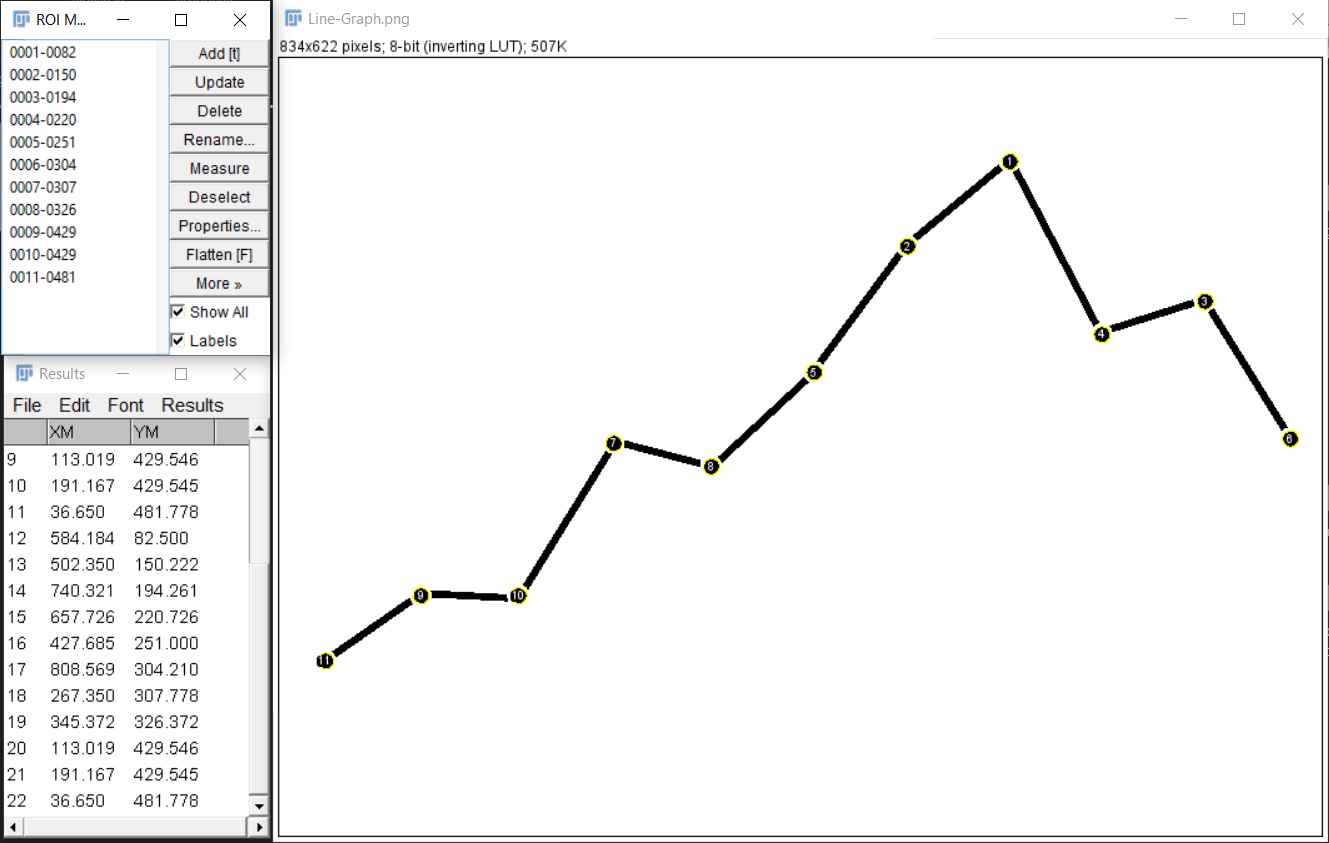 ROI M...
0001-0082
0002-0150
0003-0194
0004-0220
0005-0251
0006-0304
0007-0307
0008-0326
0009-0429
0010-0429
0011-0481
Add [t]
Update
Delete
Rename...
Measure
Deselect
Properties...
Flatten [F]
More »
Show All
Labels
Results
File Edit Font Results
XM YM
9 113.019 429.546
10 191.167 429.545
11 36.650 481.778
12 584.184 82.500
13 502.350 150.222
14 740.321 194.261
15 657.726 220.726
16 427.685 251.000
17 808.569 304.210
18 267.350 307.778
19 345.372 326.372
20 113.019 429.546
21 191.167 429.545
22 36.650 481.778
Line-Graph.png
834x622 pixels; 8-bit (inverting LUT); 507K
1
2
3
4
5
6
7
8
9
10
11